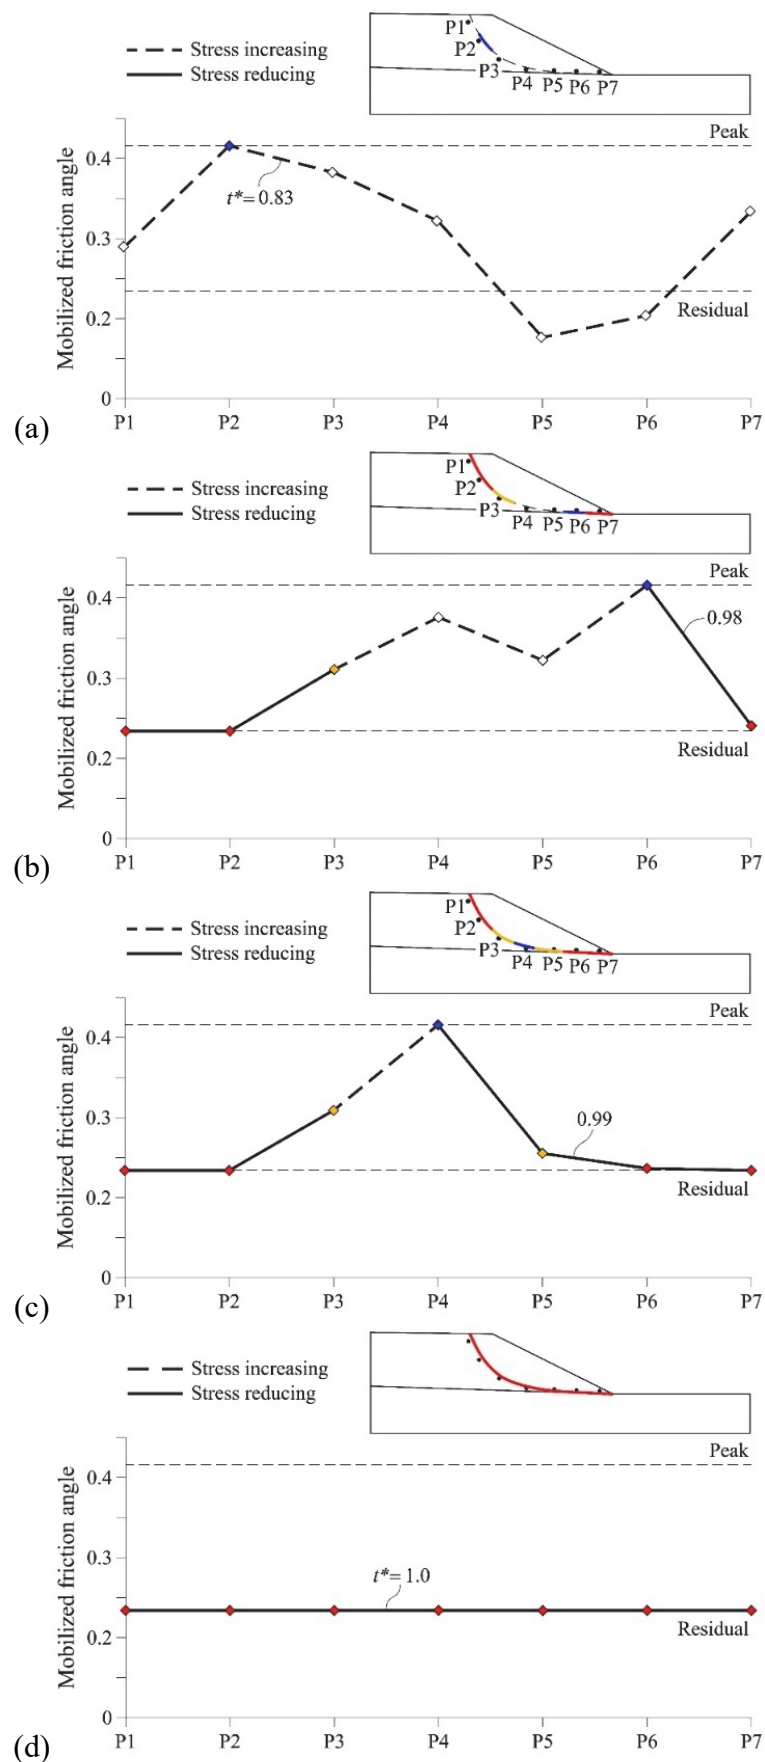 P1
P2
P3
P4 P5 P6 P7
Stress increasing
Stress reducing
Peak
0.4
t*= 0.83
0.3
Residual
0.2
0
Mobilized friction angle
P1 P2 P3 P4 P5 P6 P7
(a)
P1
P2
P3
P4 P5 P6 P7
Stress increasing
Stress reducing
Peak
0.4
0.98
0.3
0.2
Residual
0
Mobilized friction angle
P1 P2 P3 P4 P5 P6 P7
(b)
P1
P2
P3
P4 P5 P6 P7
Stress increasing
Stress reducing
Peak
0.4
0.3
0.99
0.2
Residual
0
Mobilized friction angle
P1 P2 P3 P4 P5 P6 P7
(c)
Stress increasing
Stress reducing
Peak
0.4
0.3
t*= 1.0
0.2
Residual
0
Mobilized friction angle
P1 P2 P3 P4 P5 P6 P7
(d)